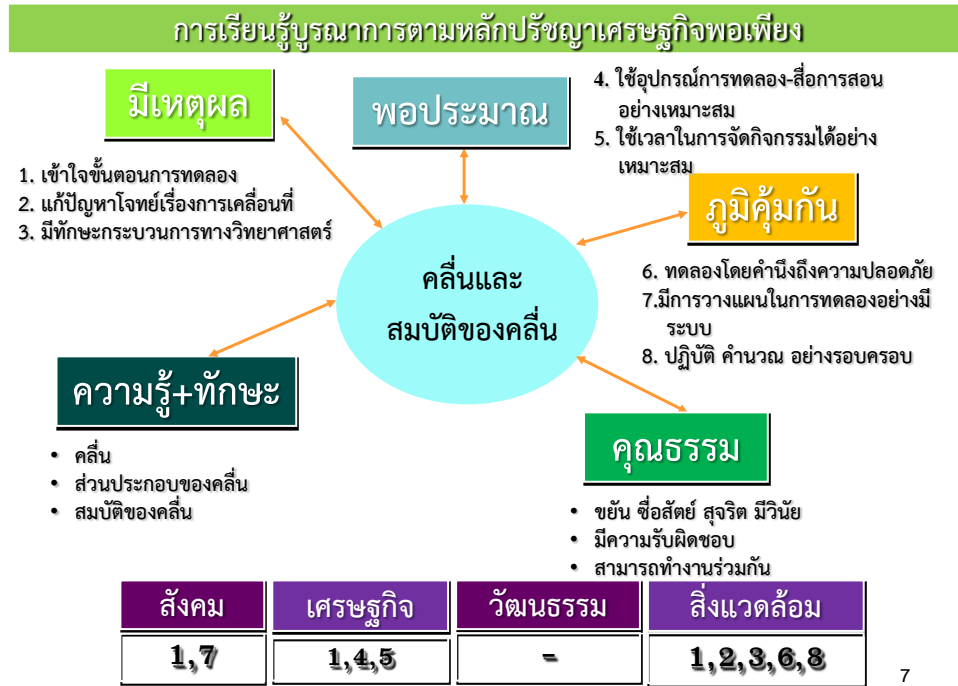 การเรียนรู้บูรณาการตามหลักปรัชญาเศรษฐกิจพอเพียง
มีเหตุผล
1. เข้าใจขั้นตอนการทดลอง
2. แก้ปัญหาโจทย์เรื่องการเคลื่อนที่
3. มีทักษะกระบวนการทางวิทยาศาสตร์
พอประมาณ
4. ใช้อุปกรณ์การทดลอง-สื่อการสอน
อย่างเหมาะสม
5. ใช้เวลาในการจัดกิจกรรมได้อย่าง
เหมาะสม
ภูมิคุ้มกัน
6. ทดลองโดยคำนึงถึงความปลอดภัย
7.มีการวางแผนในการทดลองอย่างมี
ระบบ
8. ปฏิบัติ คำนวณ อย่างรอบครอบ
คลื่นและ
สมบัติของคลื่น
ความรู้+ทักษะ
• คลื่น
• ส่วนประกอบของคลื่น
• สมบัติของคลื่น
คุณธรรม
• ขยัน ซื่อสัตย์ สุจริต มีวินัย
• มีความรับผิดชอบ
• สามารถทำงานร่วมกัน
สังคม เศรษฐกิจ วัฒนธรรม สิ่งแวดล้อม
1,7 1,4,5 - 1,2,3,6,8
7